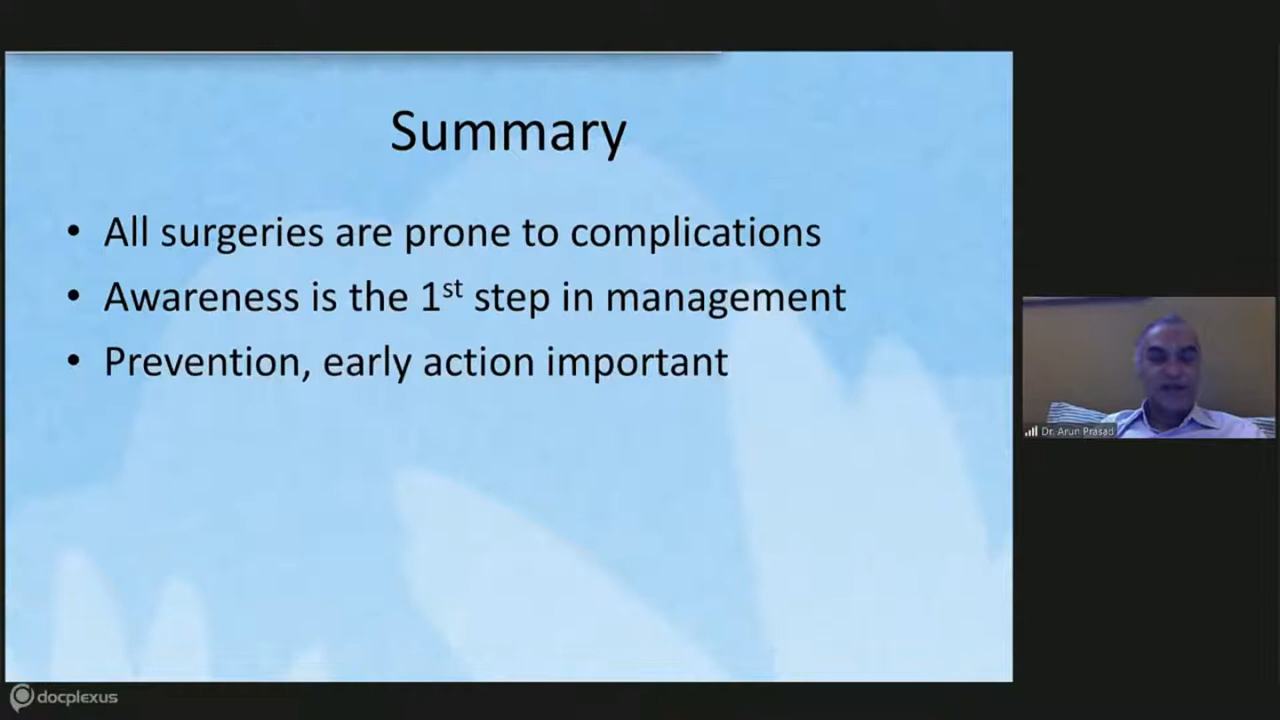 Summary
• All surgeries are prone to complications
• Awareness is the 1st step in management
• Prevention, early action important
Dr. Arun Prasad
docplexus